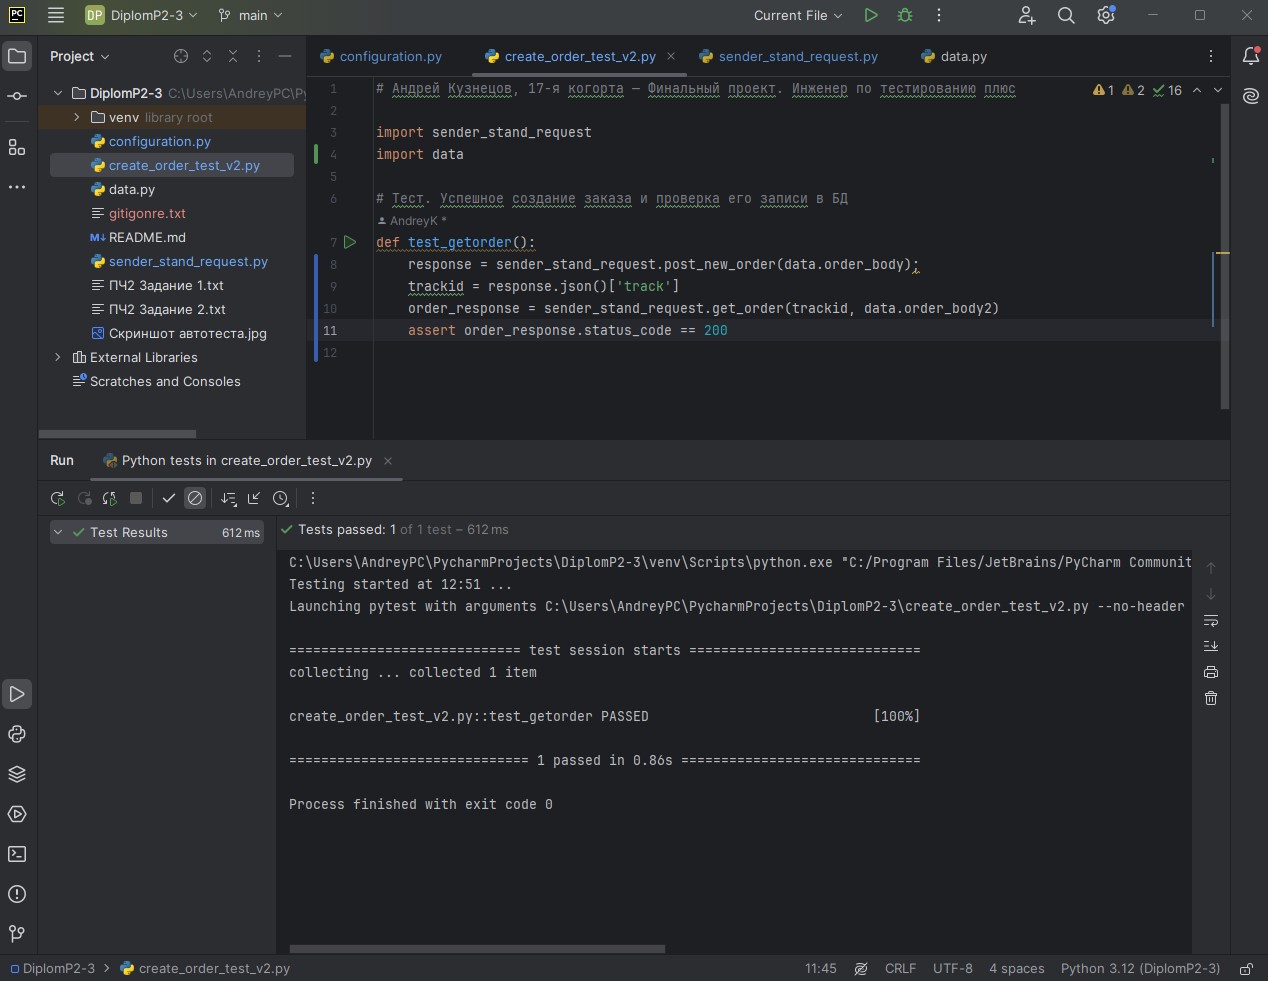 PC
DP
DiplomP2-3
main
Current File
Project
configuration.py
create_order_test_v2.py
sender_stand_request.py
data.py
DiplomP2-3 C:\Users\AndreyPC\Py
venv library root
configuration.py
create_order_test_v2.py
data.py
gitigonre.txt
M↓ README.md
sender_stand_request.py
ПЧ2 Задание 1.txt
ПЧ2 Задание 2.txt
Скриншот автотеста.jpg
External Libraries
Scratches and Consoles
1 # Андрей Кузнецов, 17-я когорта — Финальный проект. Инженер по тестированию плюс
1 2 16
2
3 import sender_stand_request
4 import data
5
6 # Тест. Успешное создание заказа и проверка его записи в БД
AndreyK *
7 def test_getorder():
8 response = sender_stand_request.post_new_order(data.order_body);
9 trackid = response.json()['track']
10 order_response = sender_stand_request.get_order(trackid, data.order_body2)
11 assert order_response.status_code == 200
12
Run
Python tests in create_order_test_v2.py
Test Results 612 ms
Tests passed: 1 of 1 test – 612 ms
C:\Users\AndreyPC\PycharmProjects\DiplomP2-3\venv\Scripts\python.exe "C:/Program Files/JetBrains/PyCharm Communit
Testing started at 12:51 ...
Launching pytest with arguments C:\Users\AndreyPC\PycharmProjects\DiplomP2-3\create_order_test_v2.py --no-header
============================= test session starts =============================
collecting ... collected 1 item
create_order_test_v2.py::test_getorder PASSED [100%]
============================== 1 passed in 0.86s ==============================
Process finished with exit code 0
DiplomP2-3
create_order_test_v2.py
11:45
CRLF
UTF-8
4 spaces
Python 3.12 (DiplomP2-3)